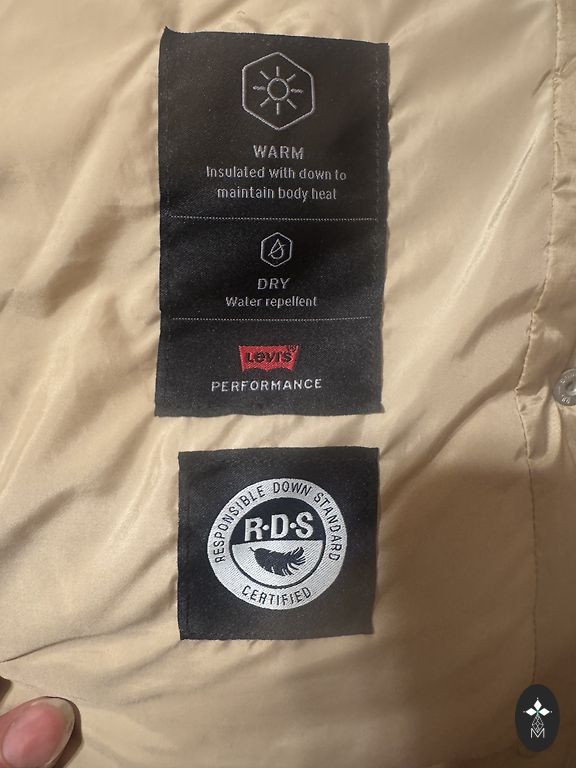 WARM
Insulated with down to
maintain body heat
DRY
Water repellent
Levi's®
PERFORMANCE
RESPONSIBLE DOWN STANDARD
R·D·S
CERTIFIED
M